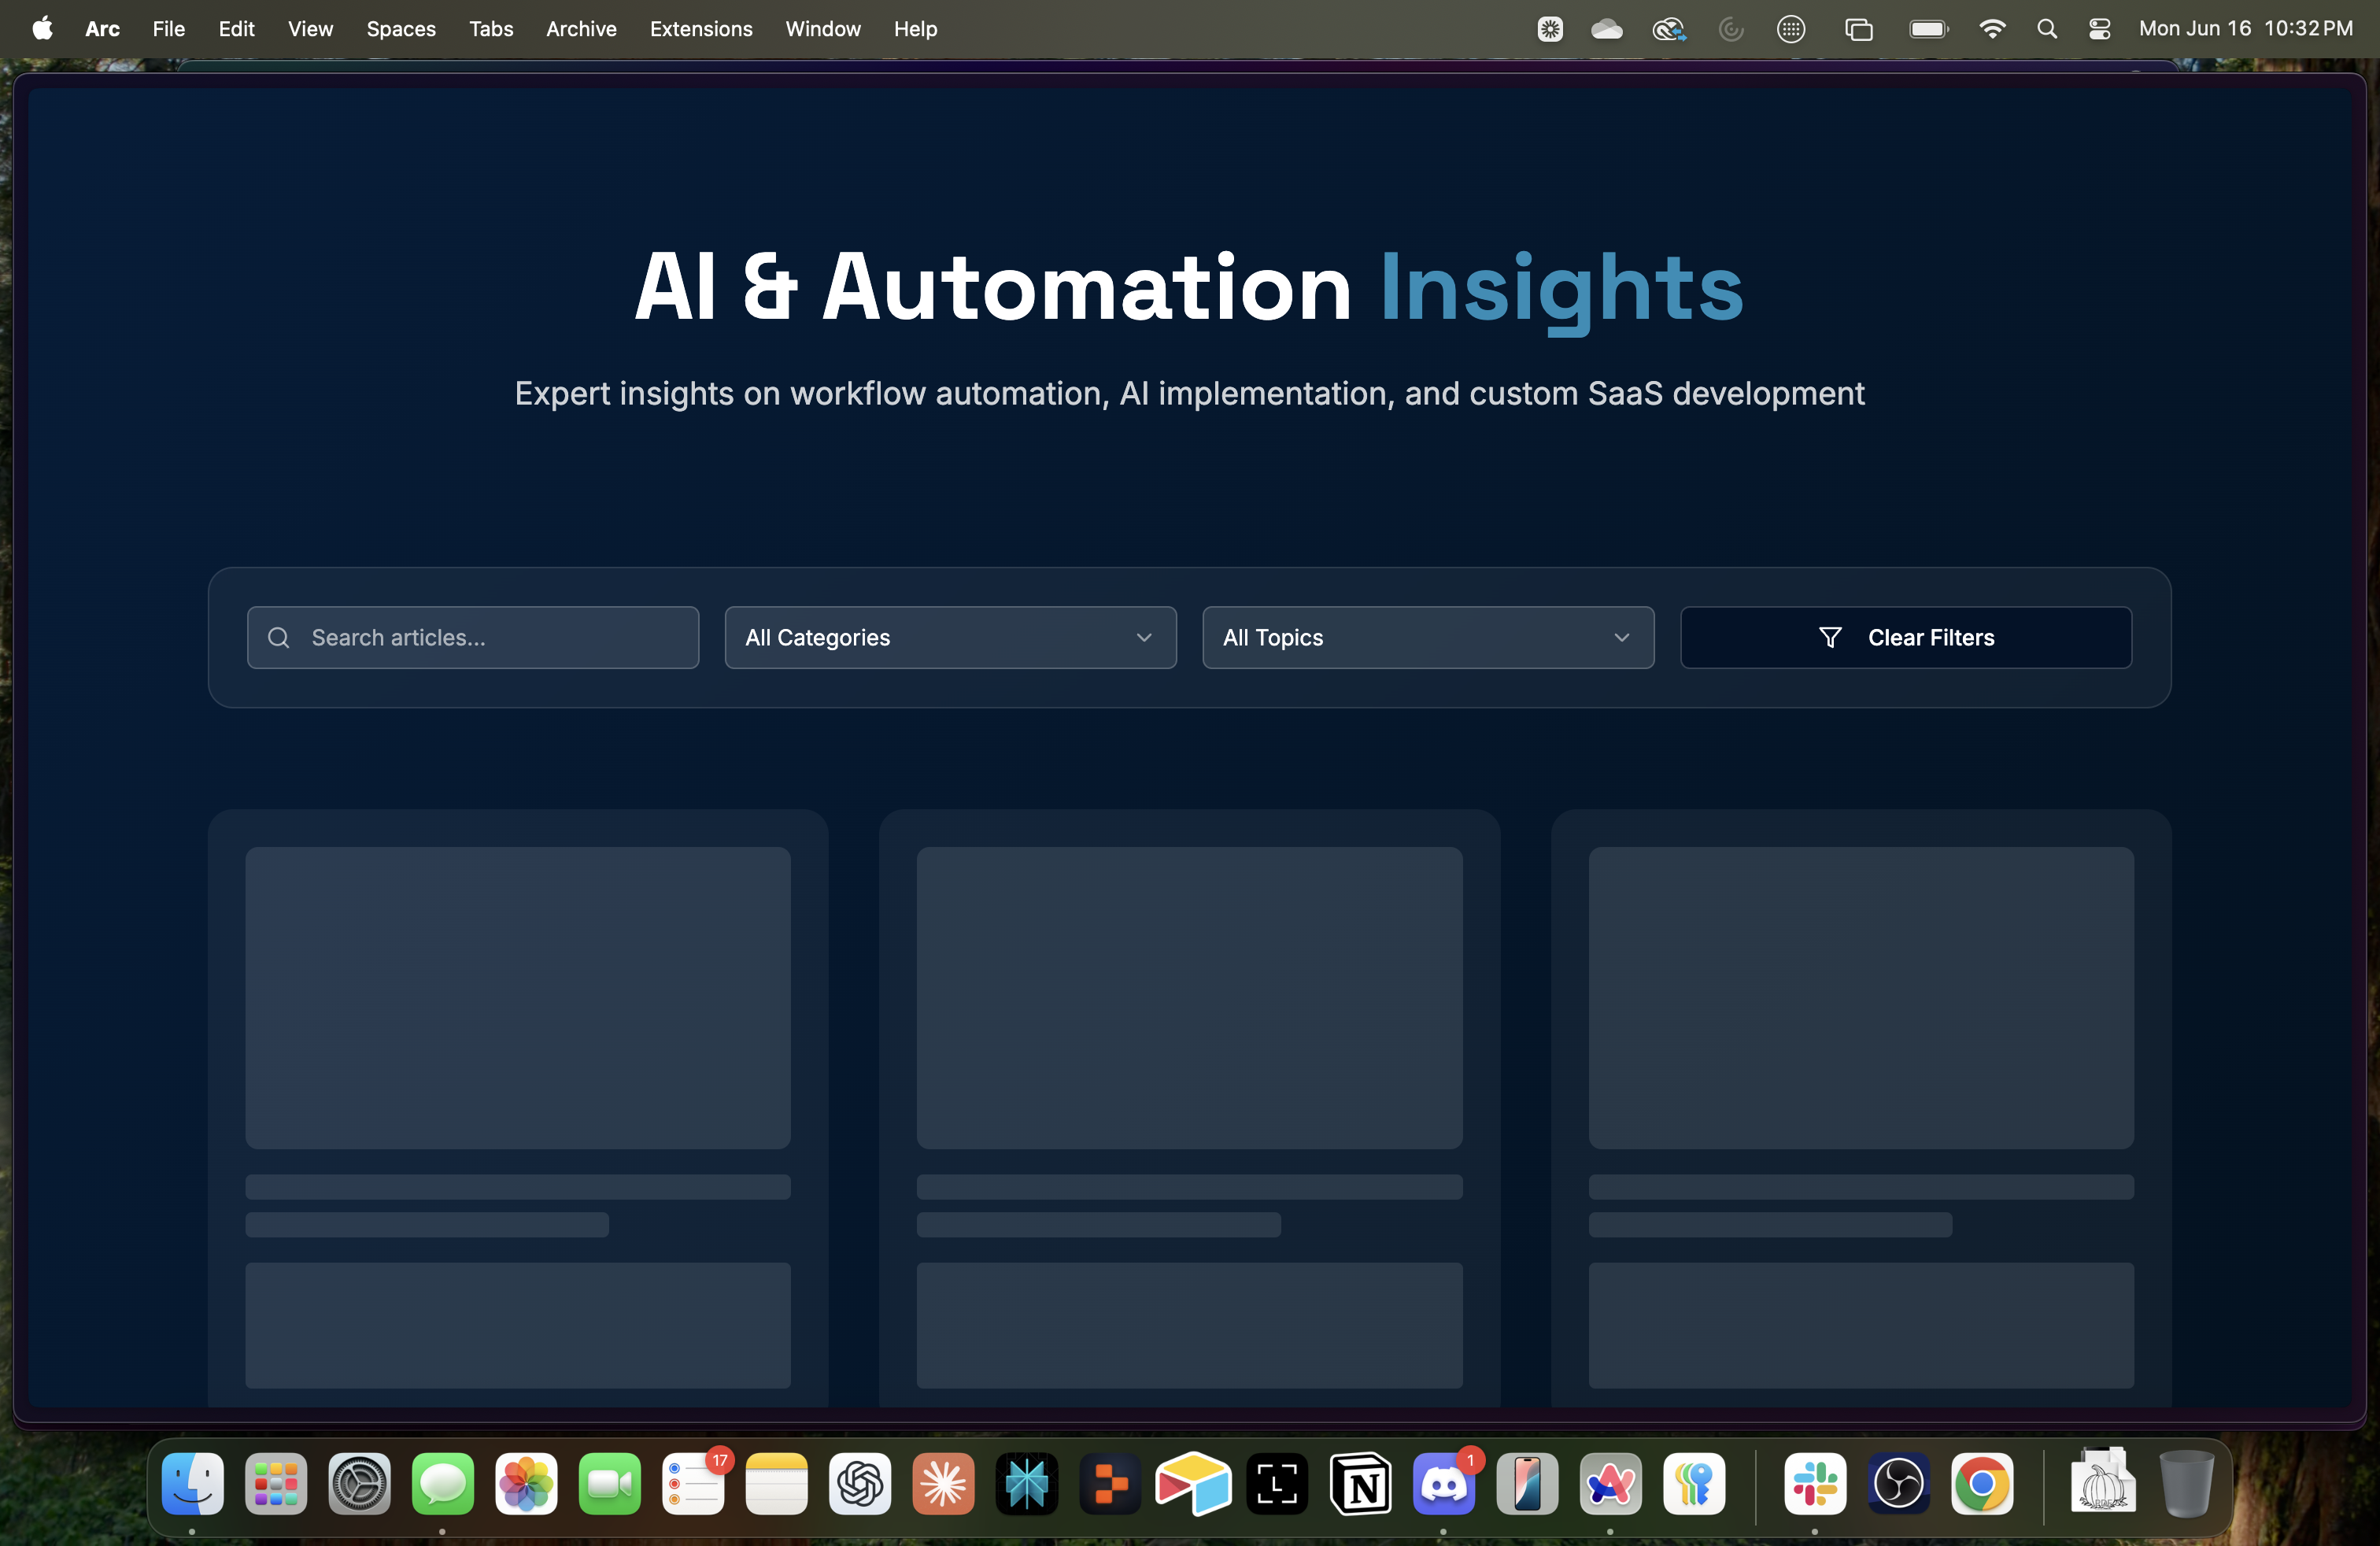 Arc File Edit View Spaces Tabs Archive Extensions Window Help Mon Jun 16 10:32 PM
AI & Automation Insights
Expert insights on workflow automation, AI implementation, and custom SaaS development
Search articles...
All Categories
All Topics
Clear Filters
17
1